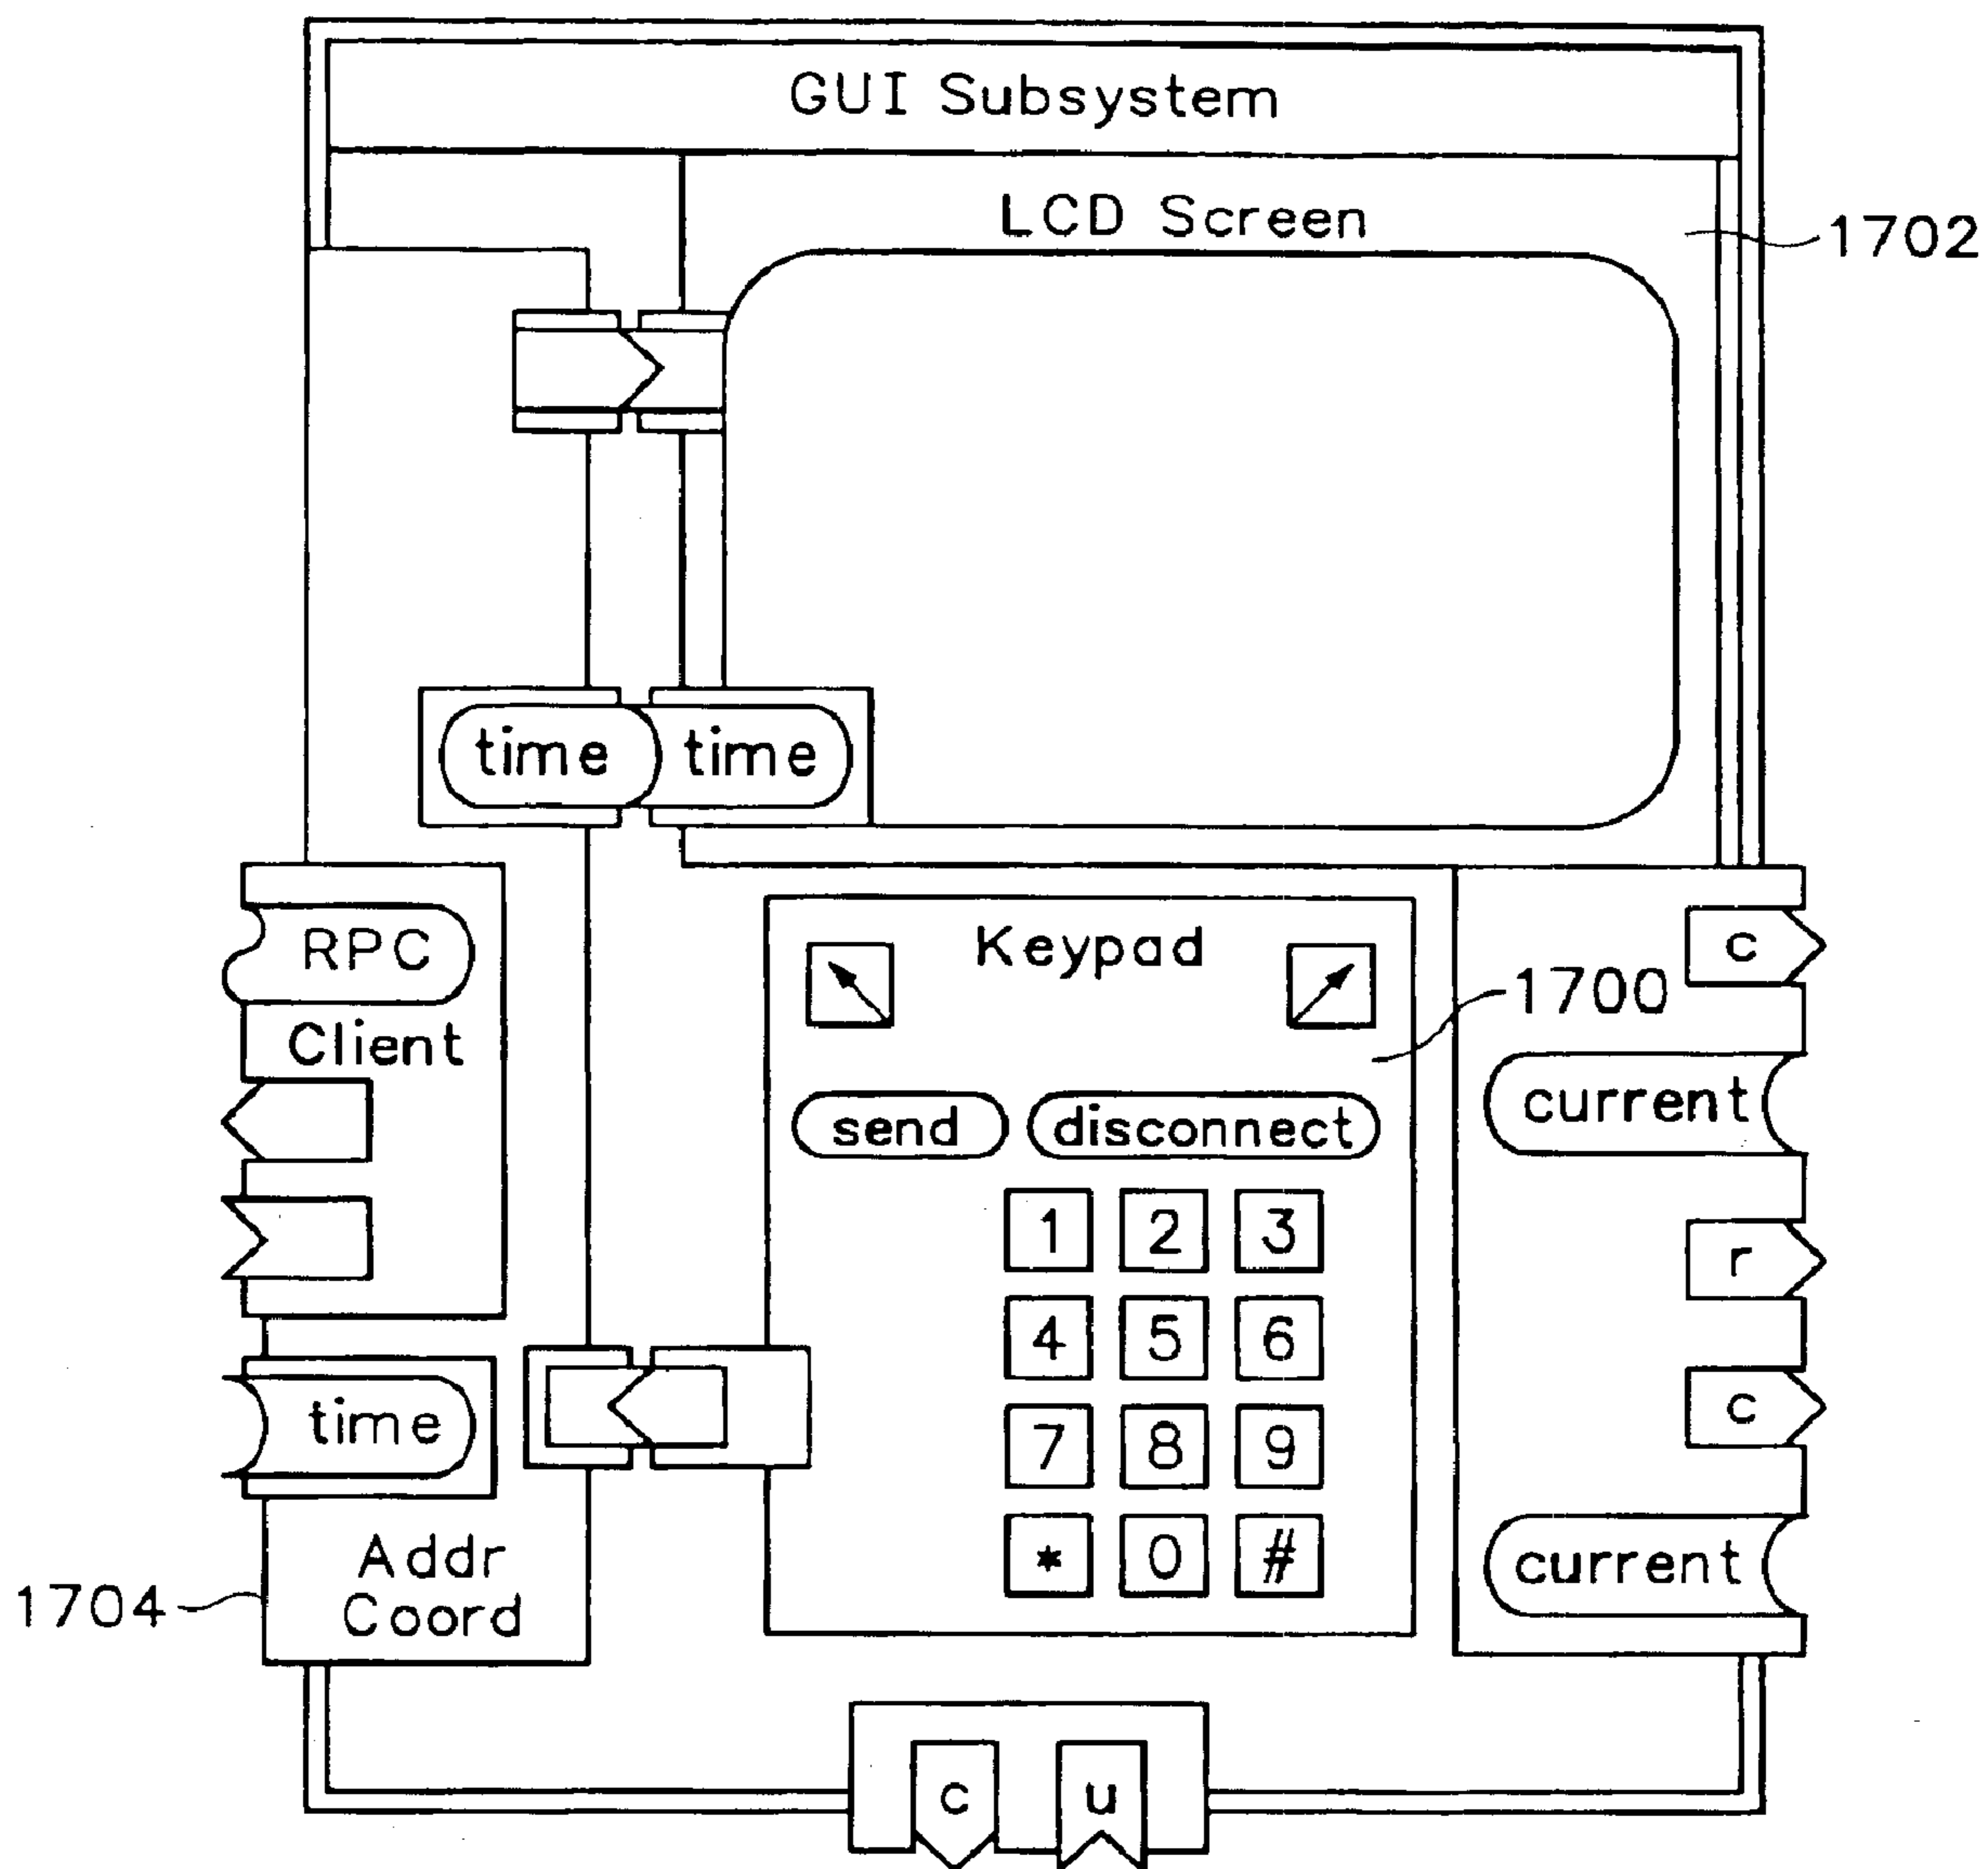 GUI Subsystem
LCD Screen
1702
time time
RPC
Client
Keypad
c
1700
current
send disconnect
1 2 3
r
4 5 6
c
time
7 8 9
Addr
Coord
* 0 #
current
1704
c u